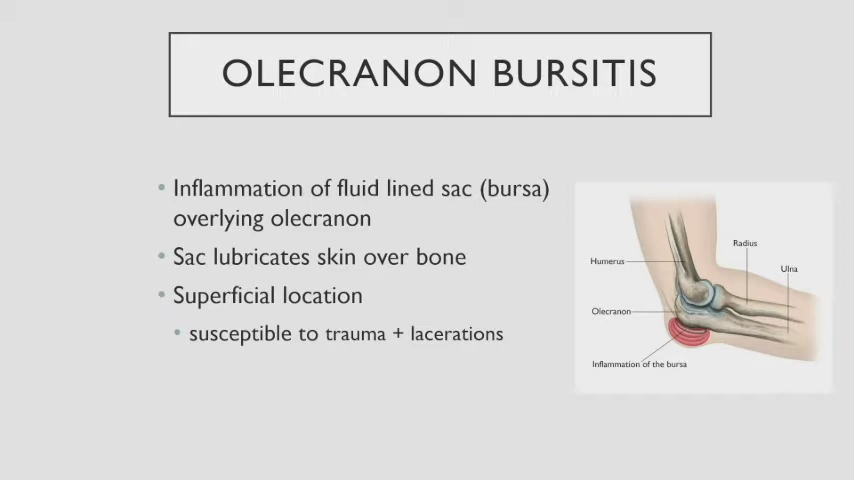 OLECRANON BURSITIS
• Inflammation of fluid lined sac (bursa)
overlying olecranon
• Sac lubricates skin over bone
• Superficial location
• susceptible to trauma + lacerations
Radius
Humerus
Ulna
Olecranon
Inflammation of the bursa